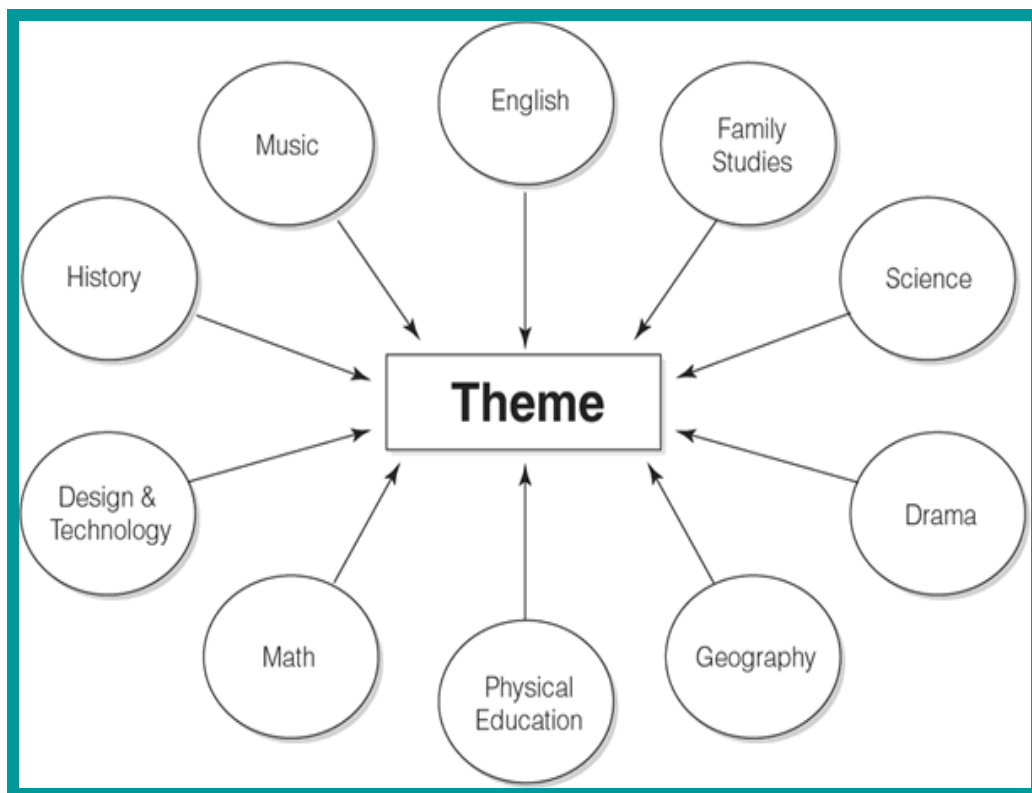 English
Music
Family
Studies
History
Science
Theme
Design &
Technology
Drama
Math
Geography
Physical
Education